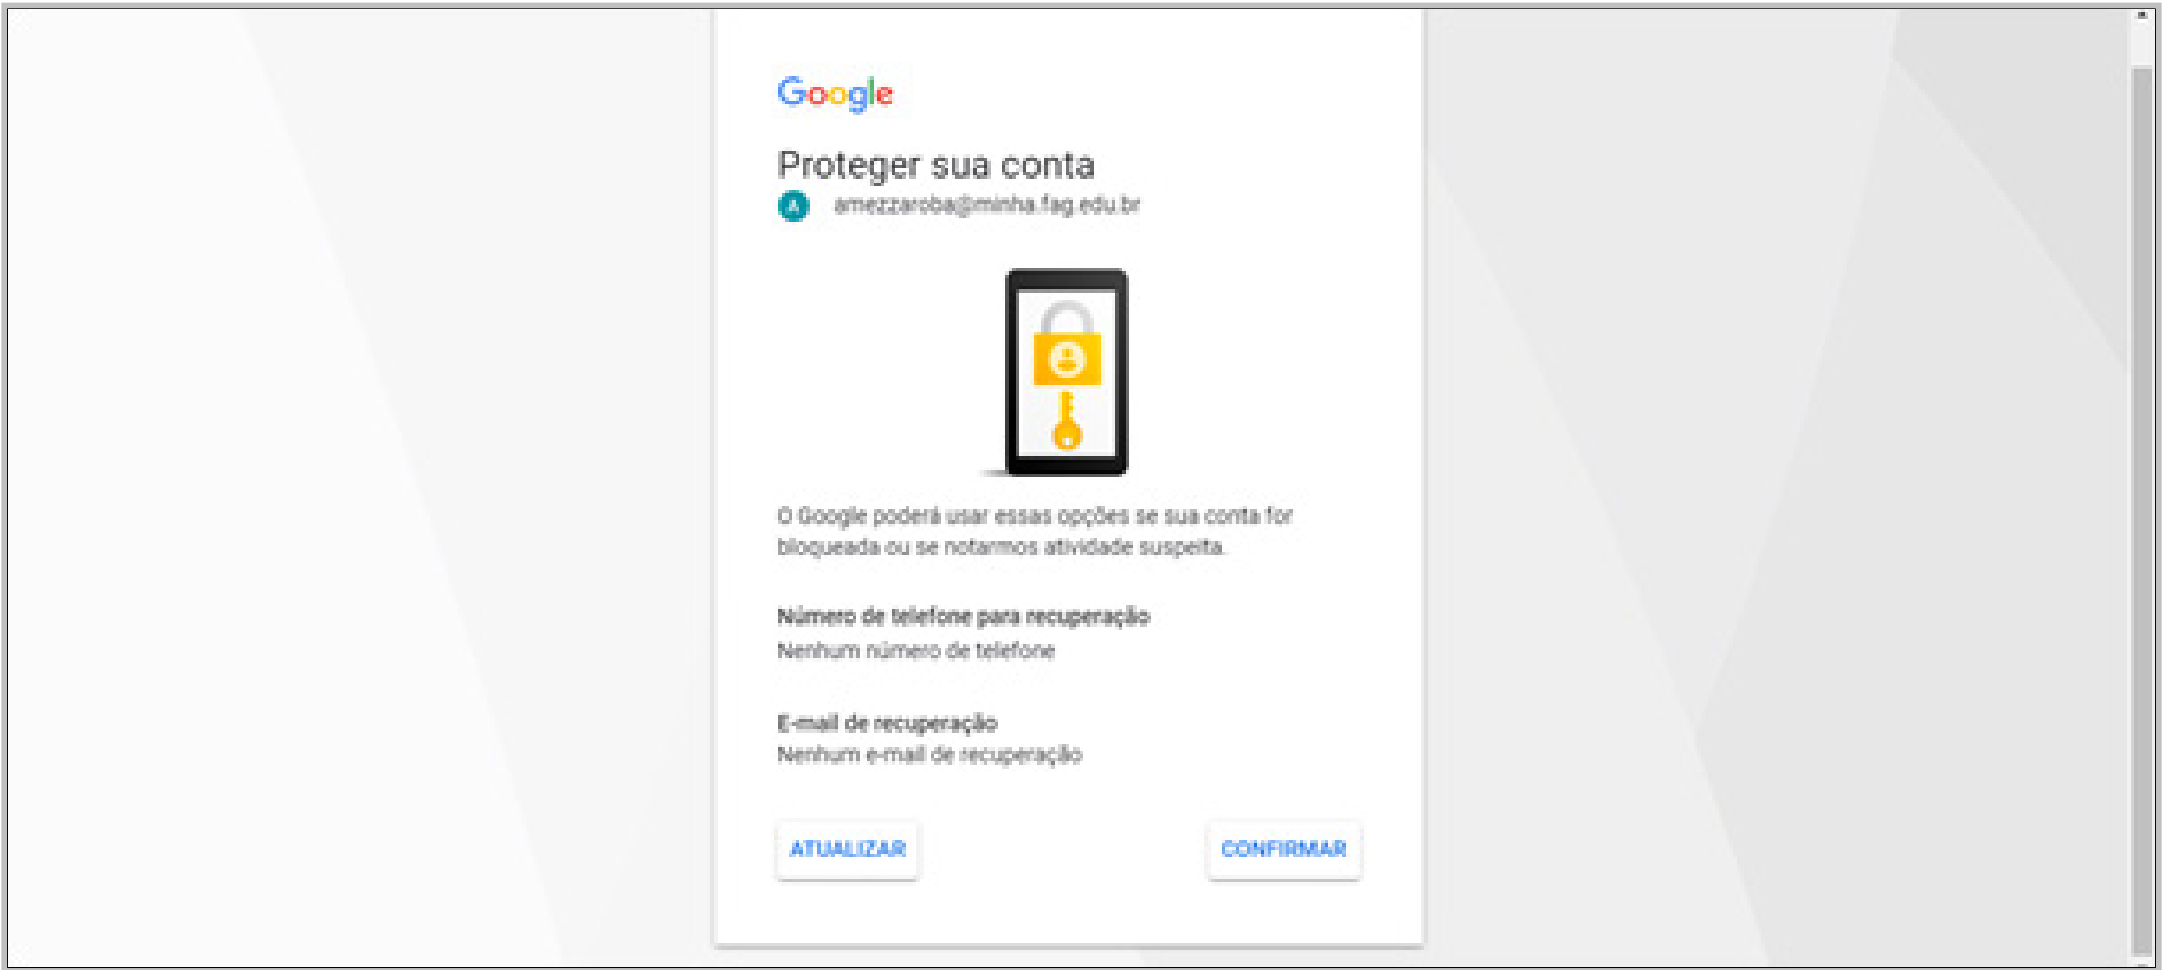 Google
Proteger sua conta
A amezzaroba@minha.fag.edu.br
O Google poderá usar essas opções se sua conta for
bloqueada ou se notarmos atividade suspeita.
Número de telefone para recuperação
Nenhum número de telefone
E-mail de recuperação
Nenhum e-mail de recuperação
ATUALIZAR CONFIRMAR